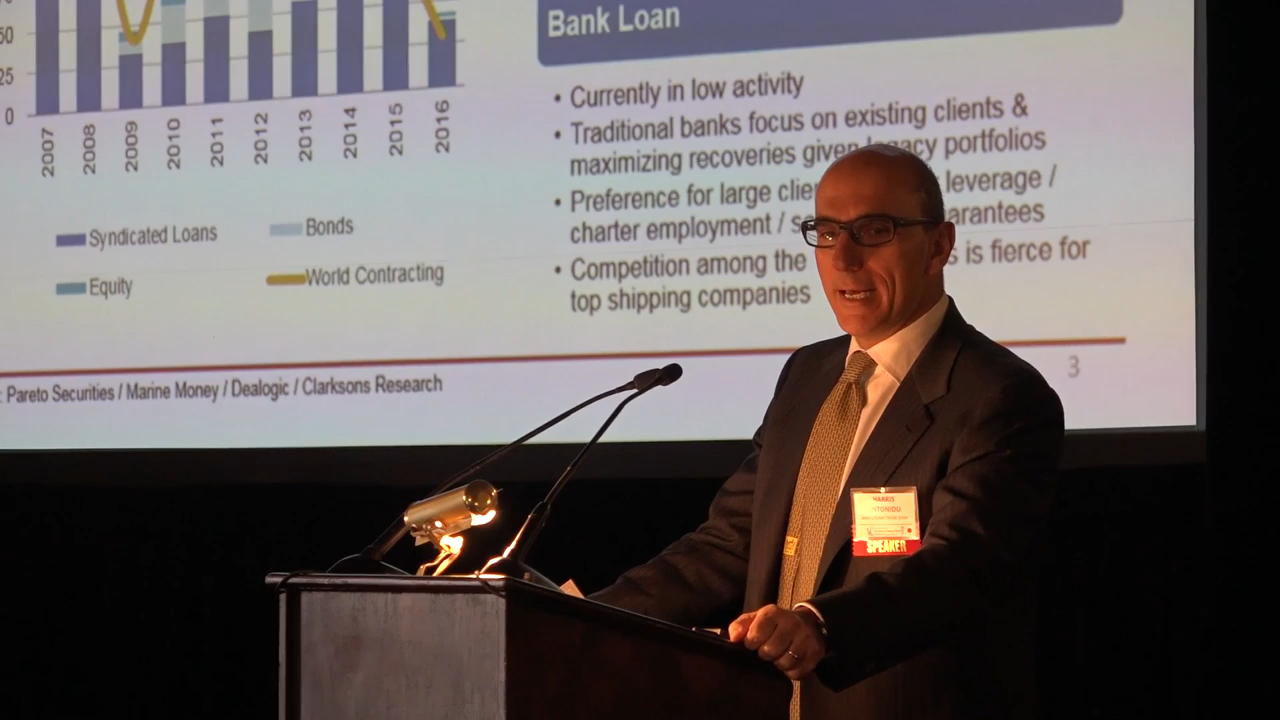 50
25
0
2007 2008 2009 2010 2011 2012 2013 2014 2015 2016
Syndicated Loans
Bonds
Equity
World Contracting
: Pareto Securities / Marine Money / Dealogic / Clarksons Research
Bank Loan
• Currently in low activity
• Traditional banks focus on existing clients &
maximizing recoveries given legacy portfolios
• Preference for large leverage /
charter employment / arantees
• Competition among the is fierce for
top shipping companies
3
HARRIS
NTONIOU
SPEAKER